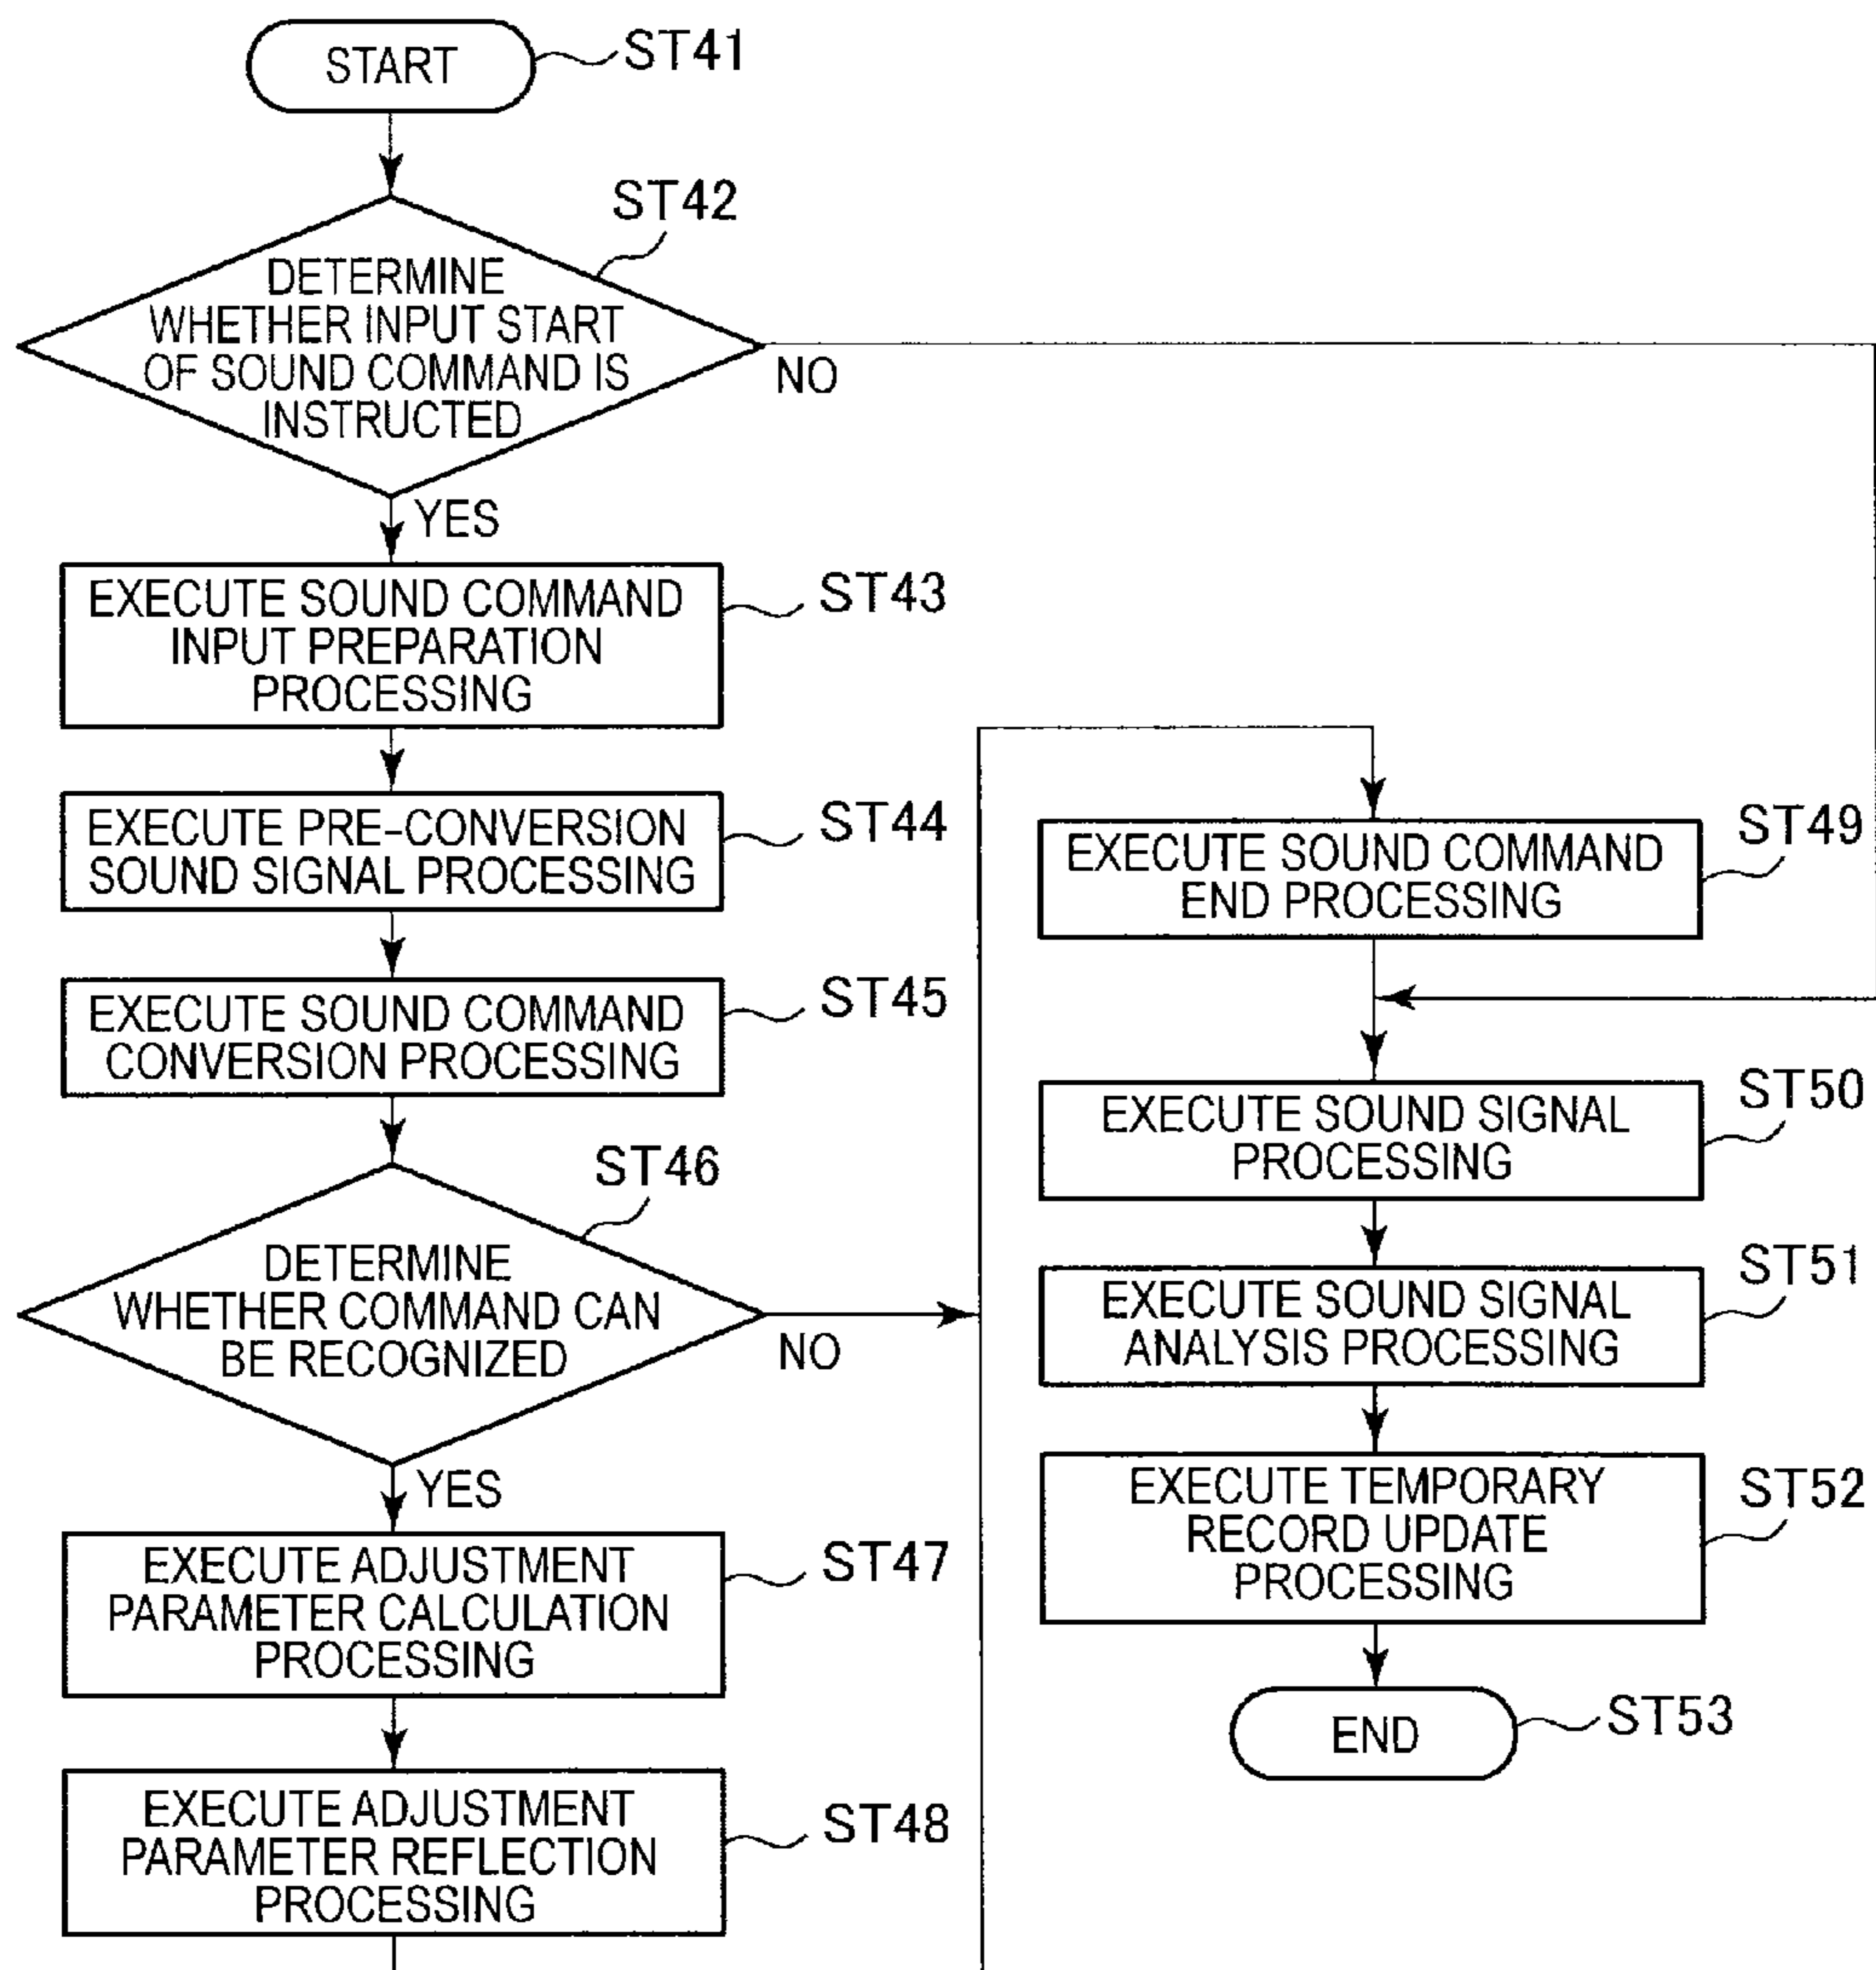 START
ST41
ST42
DETERMINE
WHETHER INPUT START
OF SOUND COMMAND IS
INSTRUCTED
NO
YES
EXECUTE SOUND COMMAND
INPUT PREPARATION
PROCESSING
ST43
EXECUTE PRE-CONVERSION
SOUND SIGNAL PROCESSING
ST44
EXECUTE SOUND COMMAND
CONVERSION PROCESSING
ST45
ST46
DETERMINE
WHETHER COMMAND CAN
BE RECOGNIZED
NO
YES
EXECUTE ADJUSTMENT
PARAMETER CALCULATION
PROCESSING
ST47
EXECUTE ADJUSTMENT
PARAMETER REFLECTION
PROCESSING
ST48
EXECUTE SOUND COMMAND
END PROCESSING
ST49
EXECUTE SOUND SIGNAL
PROCESSING
ST50
EXECUTE SOUND SIGNAL
ANALYSIS PROCESSING
ST51
EXECUTE TEMPORARY
RECORD UPDATE
PROCESSING
ST52
END
ST53